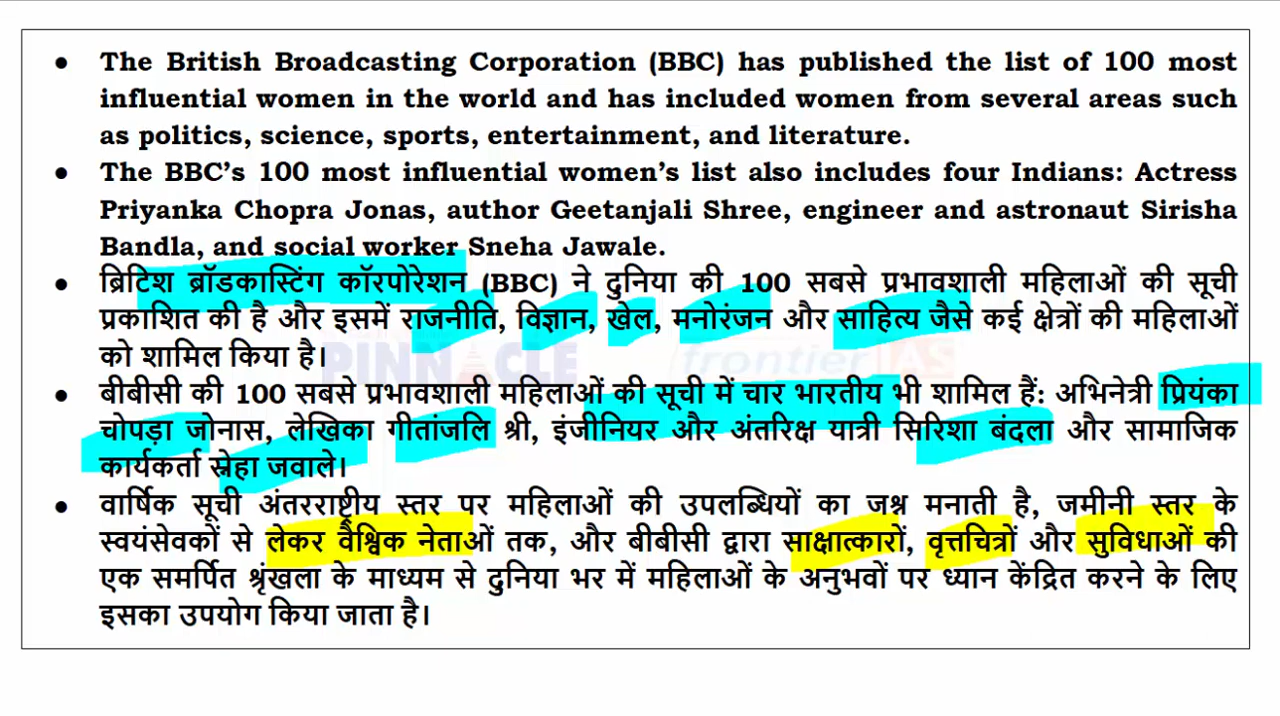 ● The British Broadcasting Corporation (BBC) has published the list of 100 most
influential women in the world and has included women from several areas such
as politics, science, sports, entertainment, and literature.
● The BBC’s 100 most influential women’s list also includes four Indians: Actress
Priyanka Chopra Jonas, author Geetanjali Shree, engineer and astronaut Sirisha
Bandla, and social worker Sneha Jawale.
● ब्रिटिश ब्रॉडकास्टिंग कॉरपोरेशन (BBC) ने दुनिया की 100 सबसे प्रभावशाली महिलाओं की सूची
प्रकाशित की है और इसमें राजनीति, विज्ञान, खेल, मनोरंजन और साहित्य जैसे कई क्षेत्रों की महिलाओं
को शामिल किया है।
PINNACLE frontier IAS
● बीबीसी की 100 सबसे प्रभावशाली महिलाओं की सूची में चार भारतीय भी शामिल हैं: अभिनेत्री प्रियंका
चोपड़ा जोनास, लेखिका गीतांजलि श्री, इंजीनियर और अंतरिक्ष यात्री सिरिशा बंदला और सामाजिक
कार्यकर्ता स्नेहा जवाले।
● वार्षिक सूची अंतरराष्ट्रीय स्तर पर महिलाओं की उपलब्धियों का जश्न मनाती है, जमीनी स्तर के
स्वयंसेवकों से लेकर वैश्विक नेताओं तक, और बीबीसी द्वारा साक्षात्कारों, वृत्तचित्रों और सुविधाओं की
एक समर्पित श्रृंखला के माध्यम से दुनिया भर में महिलाओं के अनुभवों पर ध्यान केंद्रित करने के लिए
इसका उपयोग किया जाता है।